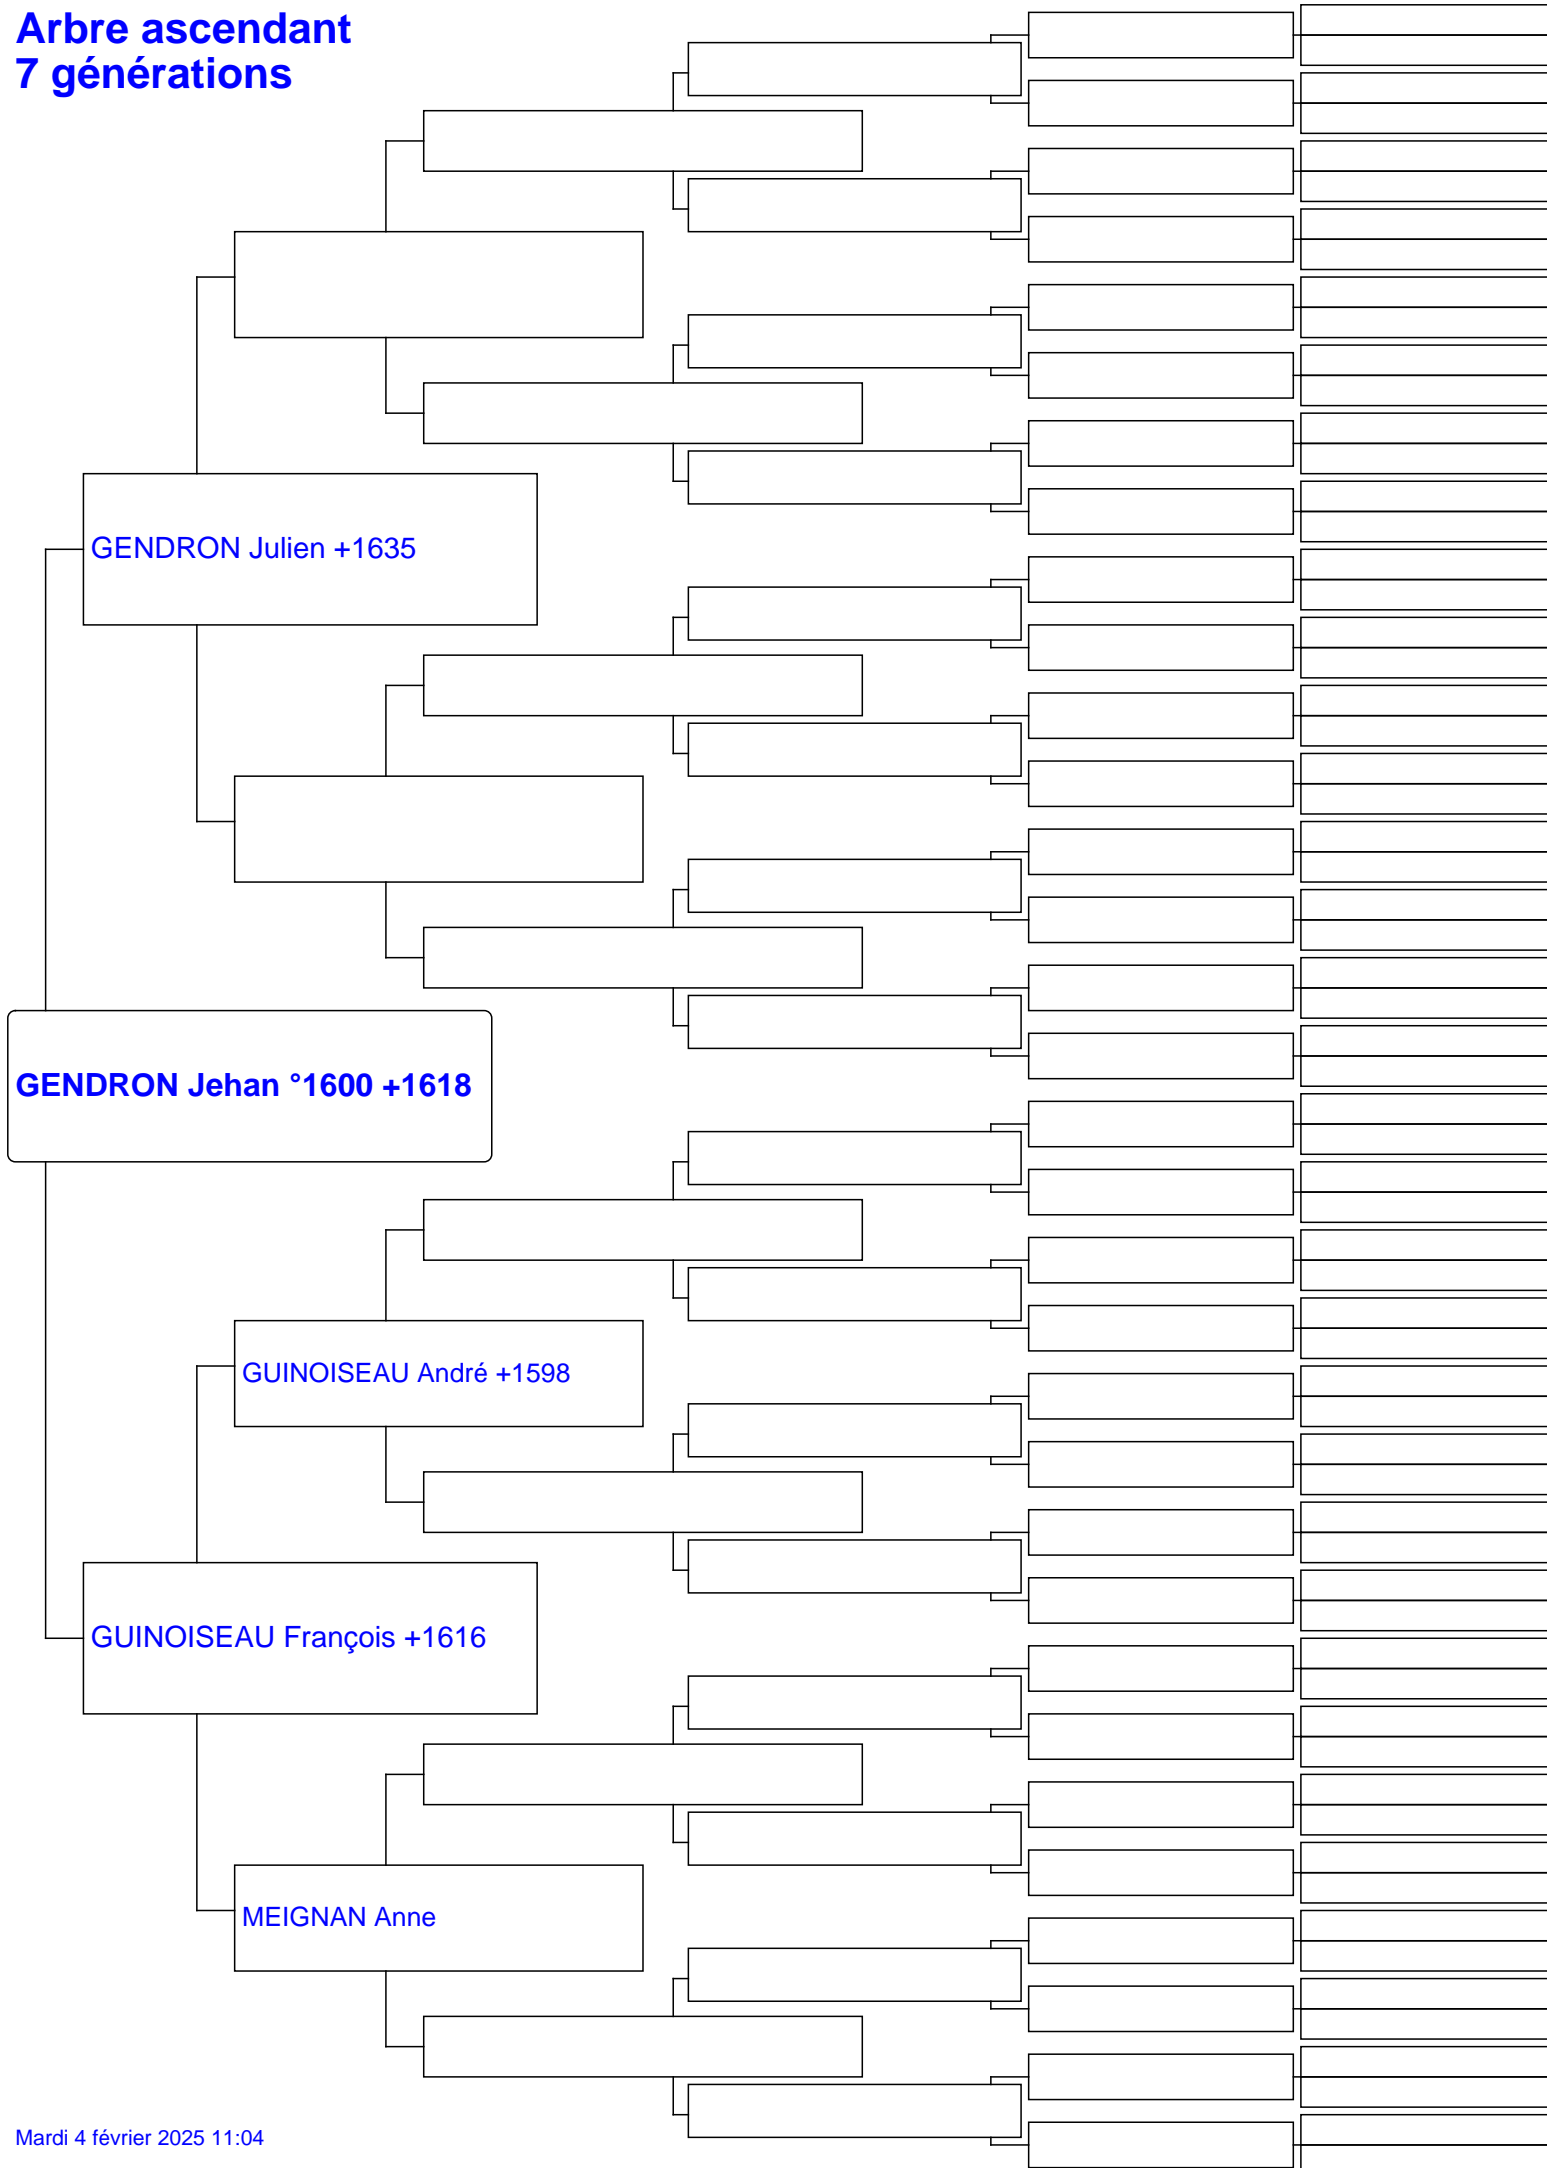 Arbre ascendant
7 générations
GENDRON Julien +1635
GENDRON Jehan °1600 +1618
GUINOISEAU André +1598
GUINOISEAU François +1616
MEIGNAN Anne
Mardi 4 février 2025 11:04